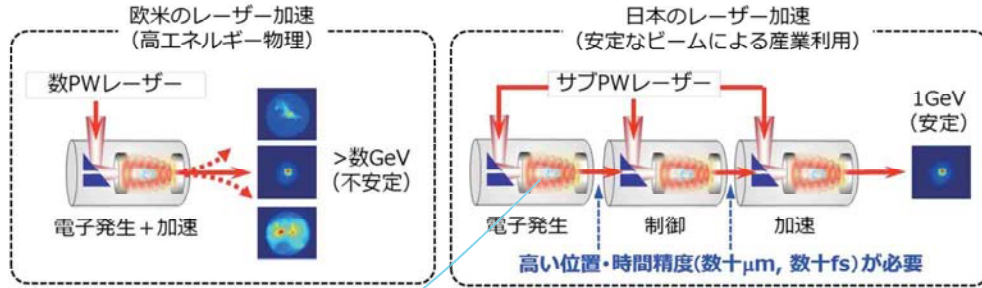 欧米のレーザー加速
（高エネルギー物理）
数PWレーザー
>数GeV
（不安定）
電子発生＋加速
日本のレーザー加速
（安定なビームによる産業利用）
サブPWレーザー
1GeV
（安定）
電子発生
制御
加速
高い位置・時間精度(数十μm, 数十fs)が必要